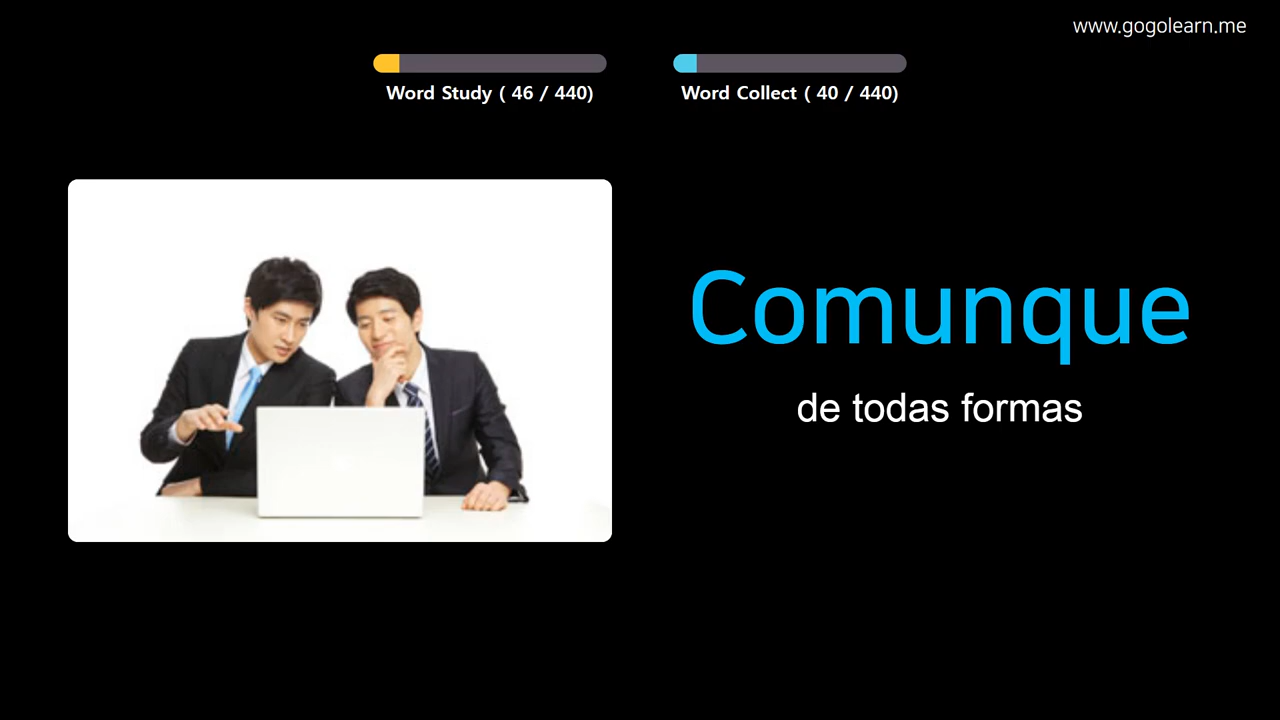 www.gogolearn.me
Word Study ( 46 / 440)
Word Collect ( 40 / 440)
Comunque
de todas formas